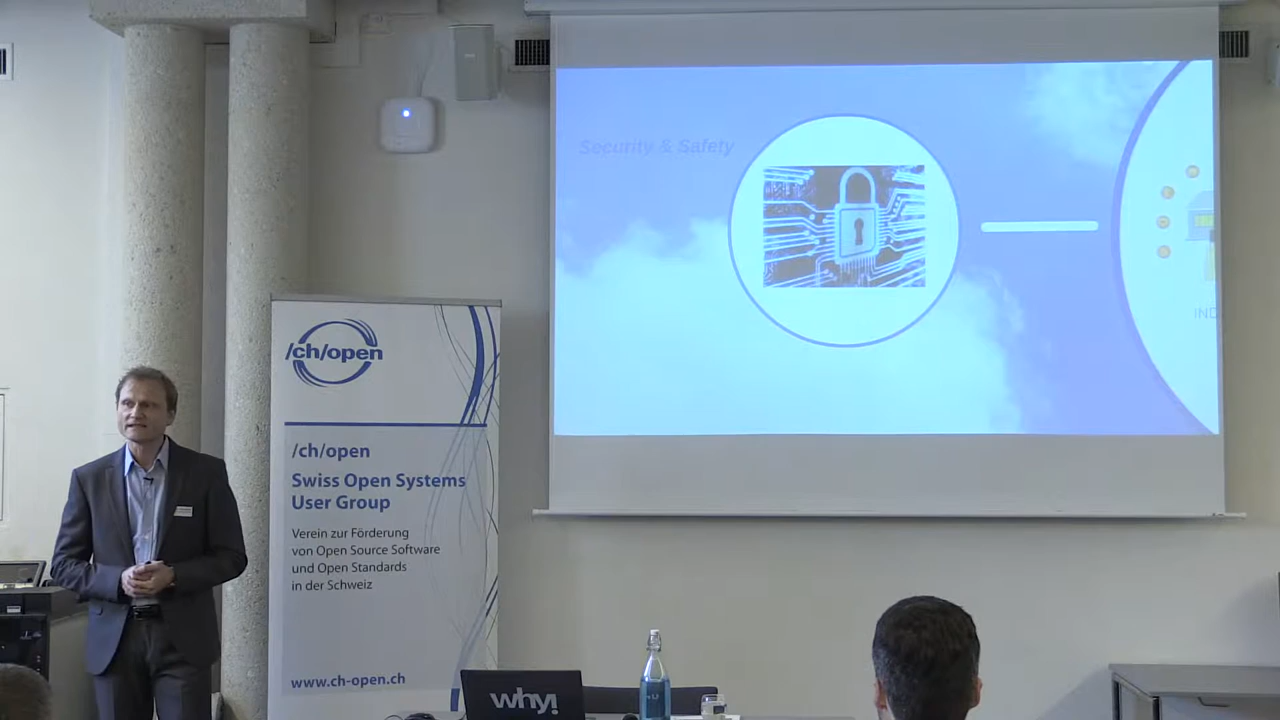 Security & Safety
/ch/open
/ch/open
Swiss Open Systems
User Group
Verein zur Förderung
von Open Source Software
und Open Standards
in der Schweiz
www.ch-open.ch
why!